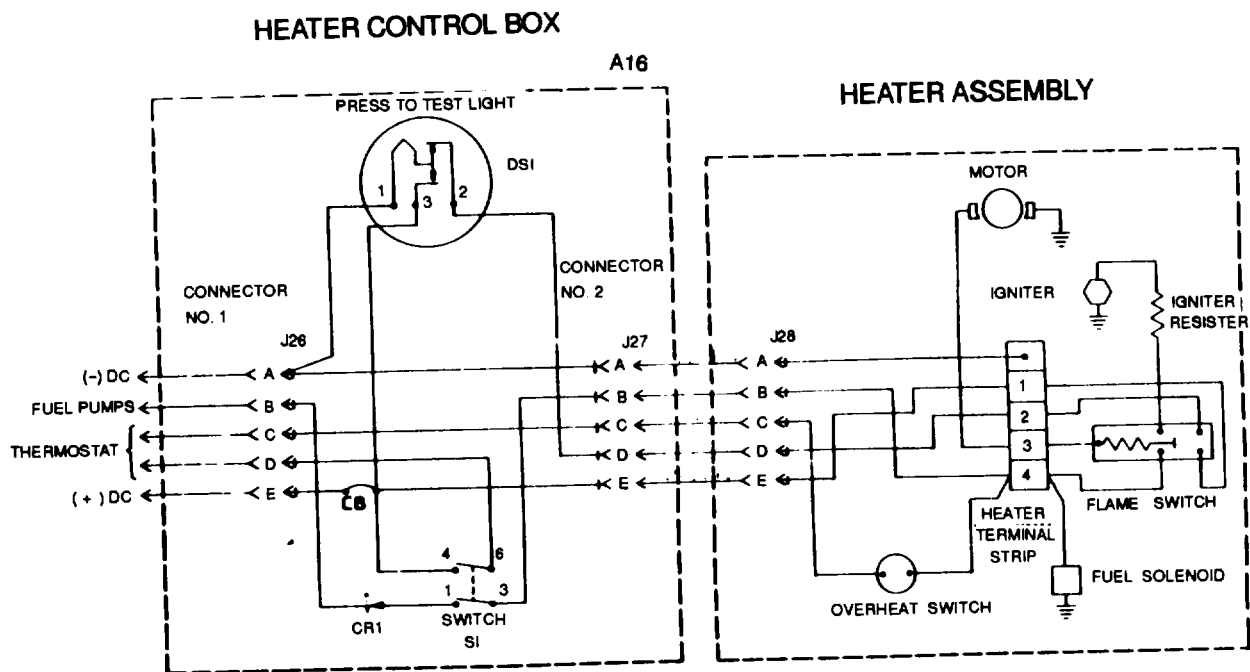 HEATER CONTROL BOX
A16
HEATER ASSEMBLY
PRESS TO TEST LIGHT
DSI
1
3
2
MOTOR
CONNECTOR
NO. 1
CONNECTOR
NO. 2
IGNITER
IGNITER
RESISTER
J26
J27
J28
(-) DC
A
A
A
FUEL PUMPS
B
B
B
1
THERMOSTAT
C
C
C
2
D
D
D
3
(+) DC
E
CB
E
E
4
FLAME SWITCH
HEATER
TERMINAL
STRIP
4
6
1
3
CR1
SWITCH
SI
OVERHEAT SWITCH
FUEL SOLENOID